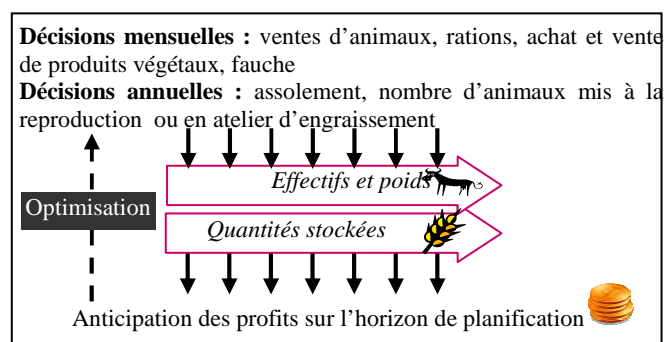 Décisions mensuelles : ventes d’animaux, rations, achat et vente
de produits végétaux, fauche
Décisions annuelles : assolement, nombre d’animaux mis à la
reproduction ou en atelier d’engraissement
Effectifs et poids
Optimisation
Quantités stockées
Anticipation des profits sur l’horizon de planification